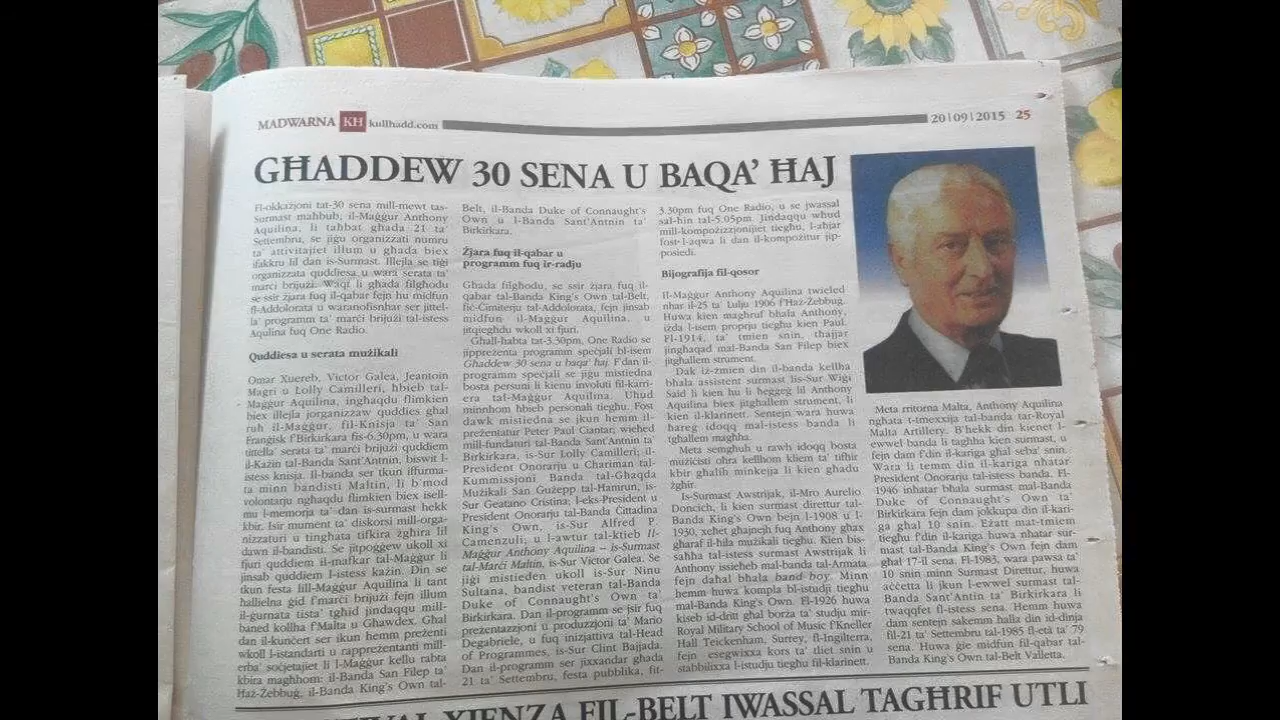 MADWARNA KH kullhadd.com
20|09|2015 25
GĦADDEW 30 SENA U BAQA' ĦAJ
Fl-okkażjoni tat-30 sena mill-mewt tas-
Surmast maħbub, il-Maġġur Anthony
Aquilina, li taħbat għada 21 ta'
Settembru, se jiġu organizzati numru
ta' attivitajiet illum u għada biex
ifakkru lil dan is-Surmast. Illejla se tiġi
organizzata quddiesa u wara serata ta'
marċi brijużi. Waqt li għada filgħodu
se ssir żjara fuq il-qabar fejn hu midfun
fl-Addolorata u waranofsinhar ser jittel-
la' programm ta' marċi brijużi tal-istess
Aquilina fuq One Radio.
Quddiesa u serata mużikali
Omar Xuereb, Victor Galea, Jeantoin
Magri u Lolly Camilleri, ħbieb tal-
Maġġur Aquilina, ingħaqdu flimkien
biex illejla jorganizzaw quddies għal
ruħ il-Maġġur, fil-Knisja ta' San
Franġisk f'Birkirkara fis-6.30pm, u wara
tittella' serata ta' marċi brijużi quddiem
il-Każin tal-Banda Sant'Antnin, biswit l-
istess knisja. Il-banda ser tkun iffurma-
ta minn bandisti Maltin, li b'mod
volontarju ngħaqdu flimkien biex isell-
mu l-memorja ta' dan is-surmast hekk
kbir. Isir mument ta' diskorsi mill-orga-
nizzaturi u tingħata tifkira żgħira lil
dawn il-bandisti. Se jitpoġġew ukoll xi
fjuri quddiem il-mafkar tal-Maġġur li
jinsab quddiem l-istess każin. Din se
tkun festa lill-Maġġur Aquilina li tant
ħallielna ġid f'marċi brijużi fejn illum
il-ġurnata tista' tgħid jindaqqu mill-
baned kollha f'Malta u Għawdex. Għal
dan il-kunċert ser ikun hemm preżenti
wkoll l-istandarti u rappreżentanti mill-
erba' soċjetajiet li l-Maġġur kellu rabta
kbira magħhom: il-Banda San Filep ta'
Ħaż-Żebbuġ, il-Banda King's Own tal-
Belt, il-Banda Duke of Connaught's
Own u l-Banda Sant'Antnin ta'
Birkirkara.
Żjara fuq il-qabar u
programm fuq ir-radju
Għada filgħodu, se ssir żjara fuq il-
qabar tal-Banda King's Own tal-Belt,
fiċ-Ċimiterju tal-Addolorata, fejn jinsab
midfun il-Maġġur Aquilina, u
jitqiegħdu wkoll xi fjuri.
Għall-ħabta tat-3.30pm, One Radio se
jippreżenta programm speċjali bl-isem
Għaddew 30 sena u baqa' ħaj. F'dan il-
programm speċjali se jiġu mistiedna
bosta persuni li kienu involuti fil-karri-
era tal-Maġġur Aquilina. Uħud
minnhom ħbieb personali tiegħu. Fost
dawk mistiedna se jkun hemm il-
preżentatur Peter Paul Ciantar; wieħed
mill-fundaturi tal-Banda Sant'Antnin ta'
Birkirkara, is-Sur Lolly Camilleri; il-
President Onorarju u Chariman tal-
Kummissjoni Banda tal-Għaqda
Mużikali San Ġużepp tal-Ħamrun, is-
Sur Geatano Cristina; l-eks-President u
President Onorarju tal-Banda Cittadina
King's Own, is-Sur Alfred P.
Camenzuli; u l-awtur tal-ktieb Il-
Maġġur Anthony Aquilina – is-Surmast
tal-Marċi Maltin, is-Sur Victor Galea. Se
jiġi mistieden ukoll is-Sur Ninu
Sultana, bandist veteran tal-Banda
Duke of Connaught's Own ta'
Birkirkara. Dan il-programm se jsir fuq
preżentazzjoni u produzzjoni ta' Mario
Degabriele, u fuq inizjattiva tal-Head
of Programmes, is-Sur Clint Bajjada.
Dan il-programm ser jixxandar għada
21 ta' Settembru, festa pubblika, fit-
3.30pm fuq One Radio, u se jwassal
sal-ħin tal-5.05pm. Jindaqqu wħud
mill-kompożizzjonijiet tiegħu, l-aħjar
fost l-aqwa li dan il-kompożitur jip-
possiedi.
Bijografija fil-qosor
Il-Maġġur Anthony Aquilina twieled
nhar il-25 ta' Lulju 1906 f'Ħaż-Żebbuġ.
Huwa kien magħruf bħala Anthony,
iżda l-isem proprju tiegħu kien Paul.
Fl-1914, ta' tmien snin, tħajjar
jingħaqad mal-Banda San Filep biex
jitgħallem strument.
Dak iż-żmien din il-banda kellha
bħala assistent surmast lis-Sur Wigi
Said li kien hu li ħeġġeġ lil Anthony
Aquilina biex jitgħallem strument, li
kien il-klarinett. Sentejn wara huwa
ħareġ idoqq mal-istess banda li
tgħallem magħha.
Meta semgħuh u rawh idoqq bosta
mużiċisti oħra kellhom kliem ta' tifħir
kbir għalih minkejja li kien għadu
żgħir.
Is-Surmast Awstrijak, il-Mro Aurelio
Doncich, li kien surmast direttur tal-
Banda King's Own bejn l-1908 u l-
1930, xeħet għajnejh fuq Anthony għax
għaraf il-ħila mużikali tiegħu. Kien bis-
saħħa tal-istess surmast Awstrijak li
Anthony issieħeb mal-banda tal-Armata
fejn daħal bħala band boy. Minn
hemm huwa kompla bl-istudji tiegħu
mal-Banda King's Own. Fl-1926 huwa
kiseb id-dritt għal borża ta' studju mir-
Royal Military School of Music f'Kneller
Hall Teickenham, Surrey, fl-Ingilterra,
fejn esegwixxa kors ta' tliet snin u
stabbilixxa l-istudju tiegħu fil-klarinett.
Meta rritorna Malta, Anthony Aquilina
ngħata t-tmexxija tal-banda tar-Royal
Malta Artillery. B'hekk din kienet l-
ewwel banda li tagħha kien surmast, u
fejn dam f'din il-kariga għal seba' snin.
Wara li temm din il-kariga nħatar
President Onorarju tal-istess banda. Fl-
1946 inħatar bħala surmast mal-Banda
Duke of Connaught's Own ta'
Birkirkara fejn dam jokkupa din il-kari-
ga għal 10 snin. Eżatt mat-tmiem
tiegħu f'din il-kariga huwa nħatar sur-
mast tal-Banda King's Own fejn dam
għal 17-il sena. Fl-1985, wara pawsa ta'
10 snin minn Surmast Direttur, huwa
aċċetta li jkun l-ewwel surmast tal-
Banda Sant'Antin ta' Birkirkara li
twaqqfet fl-istess sena. Hemm huwa
dam sentejn sakemm ħalla din id-dinja
fil-21 ta' Settembru tal-1985 fl-età ta' 79
sena. Huwa ġie midfun fil-qabar tal-
Banda King's Own tal-Belt Valletta.
XJENZA FIL-BELT IWASSAL TAGĦRIF UTLI